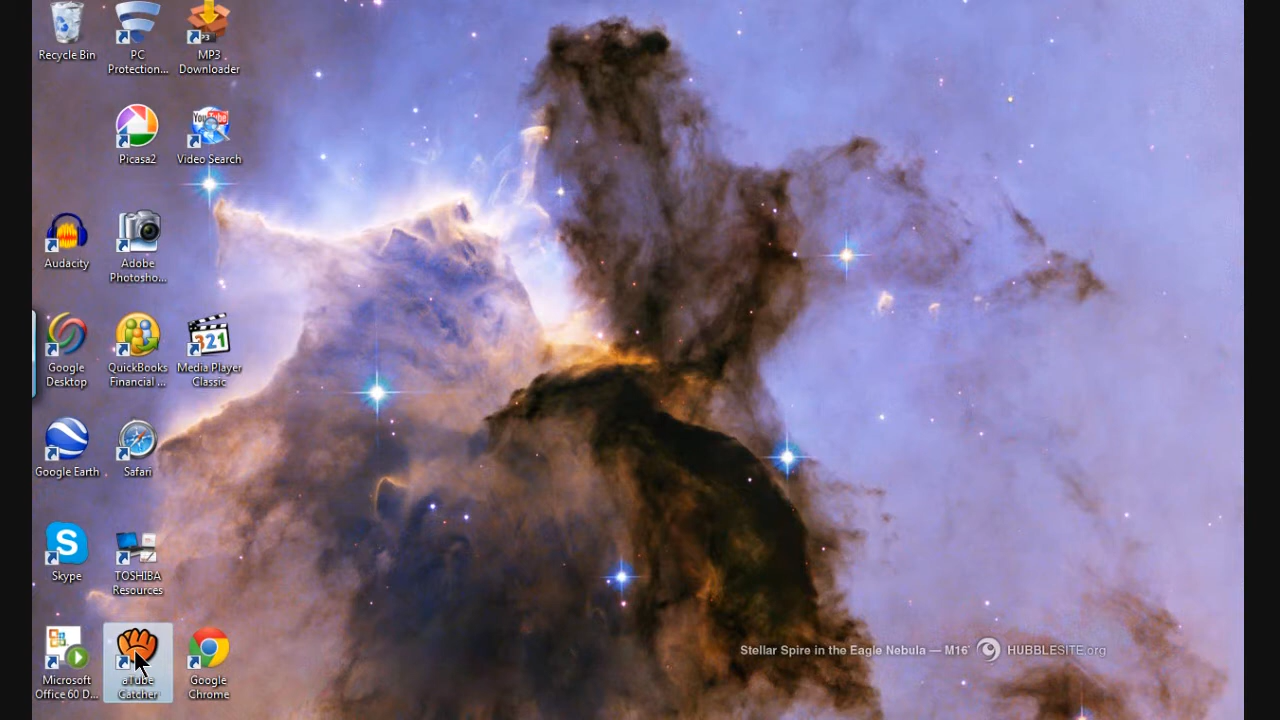 Recycle Bin
PC
Protection...
MP3
Downloader
Picasa2
YouTube
Video Search
Audacity
Adobe
Photosho...
Google
Desktop
QuickBooks
Financial ...
321
Media Player
Classic
Google Earth
Safari
S
Skype
TOSHIBA
Resources
Microsoft
Office 60 D...
aTube
Catcher
Google
Chrome
Stellar Spire in the Eagle Nebula — M16 HUBBLESITE.org